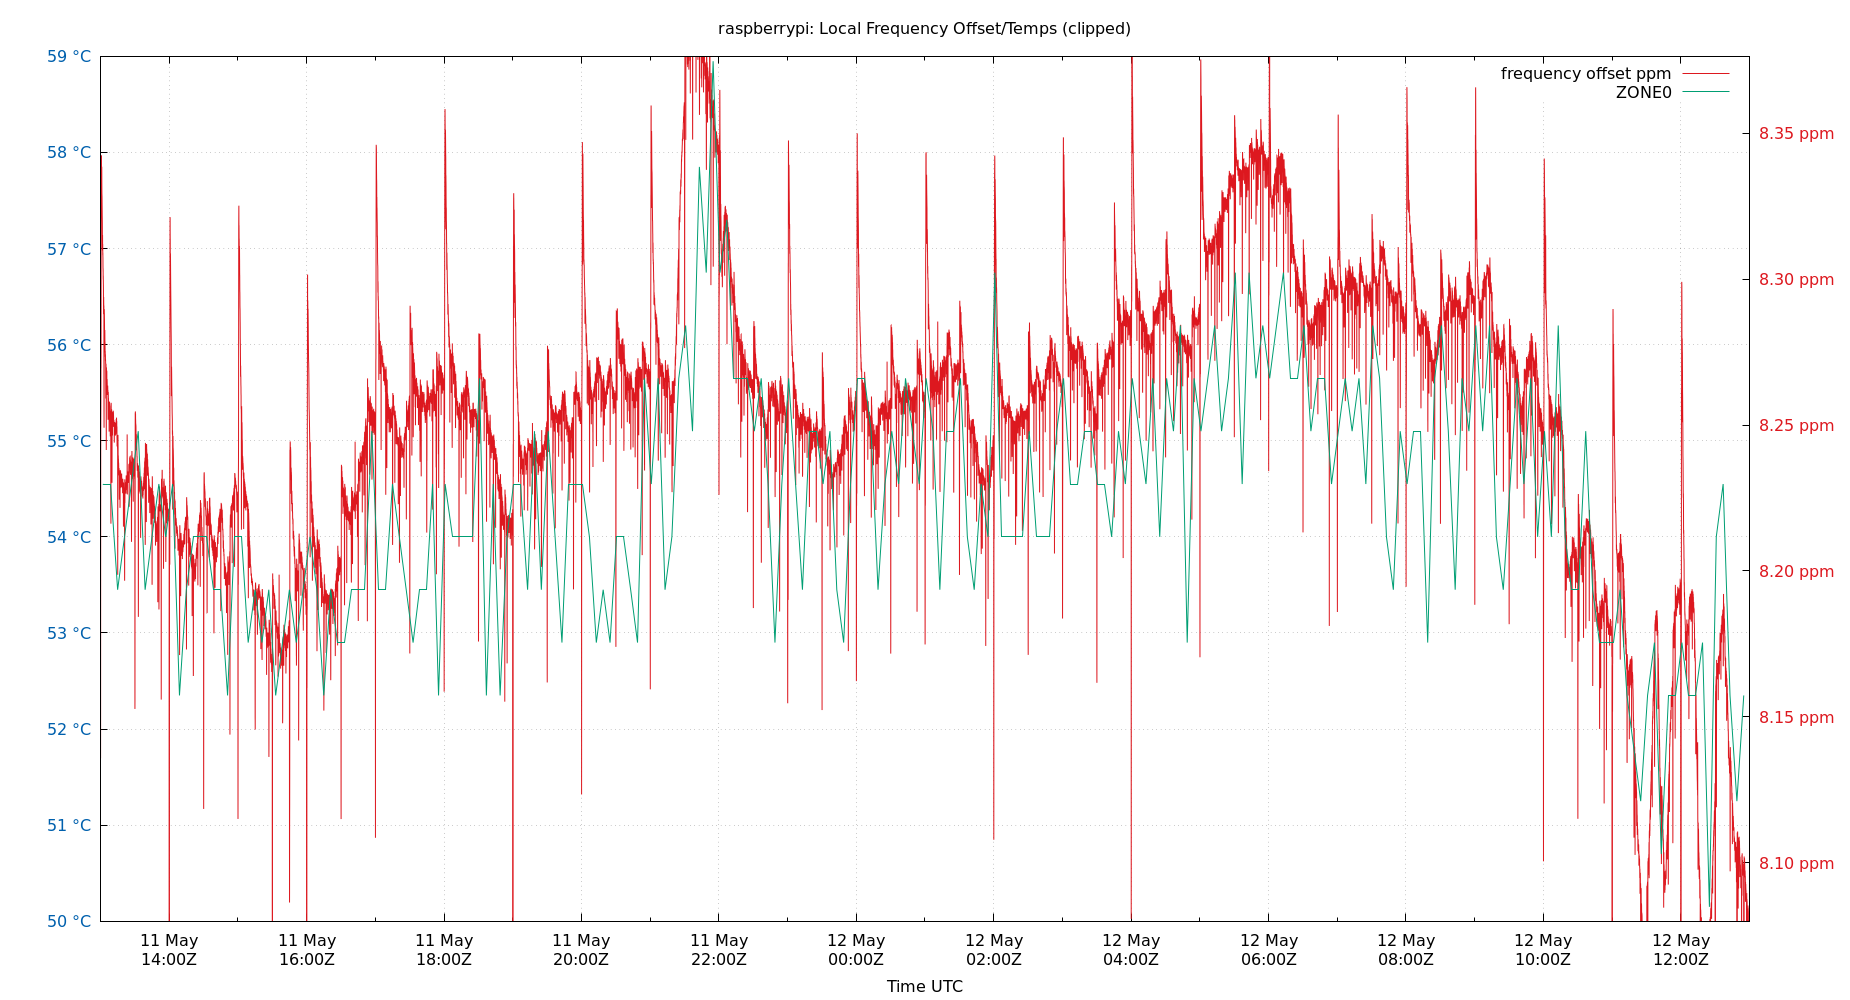 raspberrypi: Local Frequency Offset/Temps (clipped)
59 °C
58 °C
57 °C
56 °C
55 °C
54 °C
53 °C
52 °C
51 °C
50 °C
frequency offset ppm
ZONE0
8.35 ppm
8.30 ppm
8.25 ppm
8.20 ppm
8.15 ppm
8.10 ppm
11 May
14:00Z
11 May
16:00Z
11 May
18:00Z
11 May
20:00Z
11 May
22:00Z
12 May
00:00Z
12 May
02:00Z
12 May
04:00Z
12 May
06:00Z
12 May
08:00Z
12 May
10:00Z
12 May
12:00Z
Time UTC